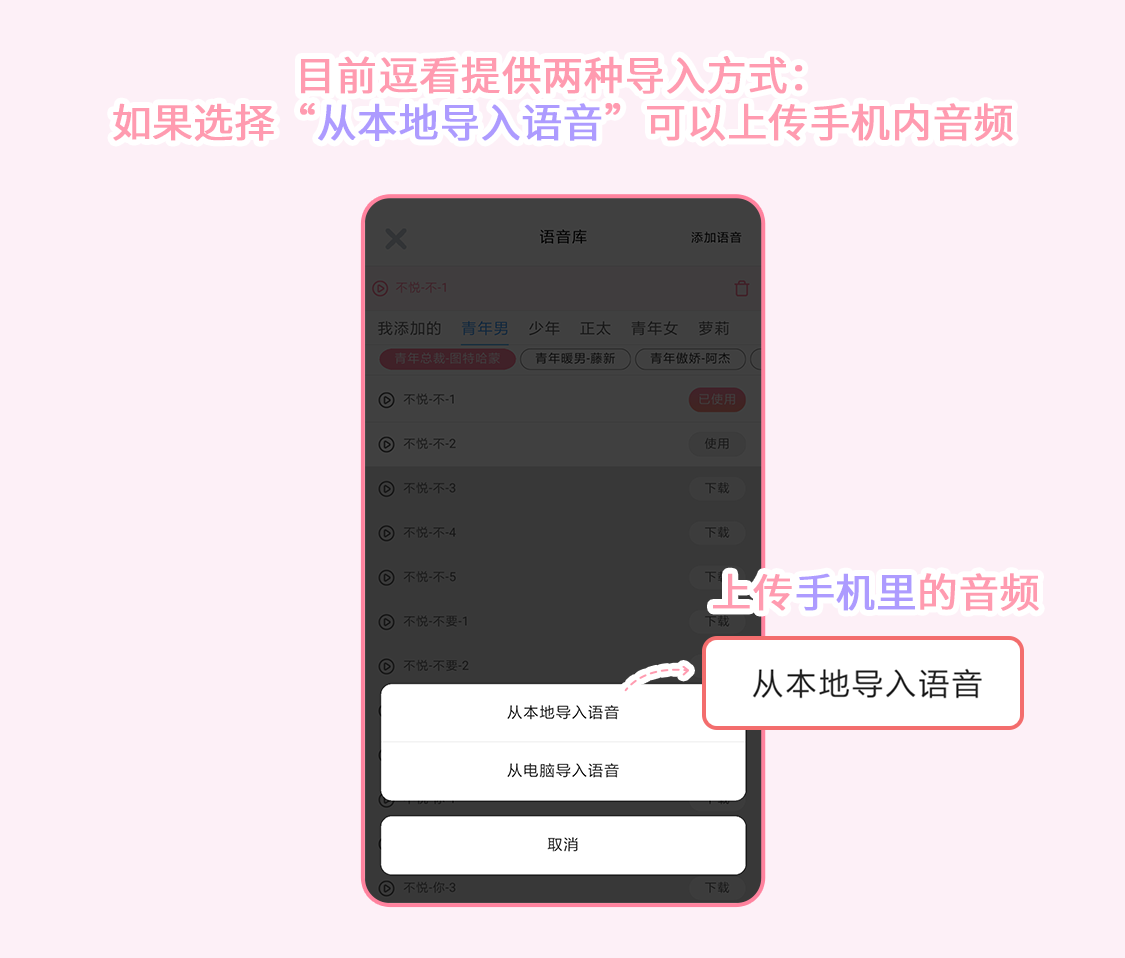 目前逗看提供两种导入方式：
如果选择“从本地导入语音”可以上传手机内音频
语音库
添加语音
不悦-不-1
我添加的 青年男 少年 正太 青年女 萝莉
青年总裁-图特哈蒙 青年暖男-藤新 青年傲娇-阿杰
不悦-不-1 已使用
不悦-不-2 使用
不悦-不-3 下载
不悦-不-4 下载
不悦-不-5
上传手机里的音频
不悦-不要-1 下载
不悦-不要-2
从本地导入语音
从本地导入语音
从电脑导入语音
取消
不悦-你-3 下载